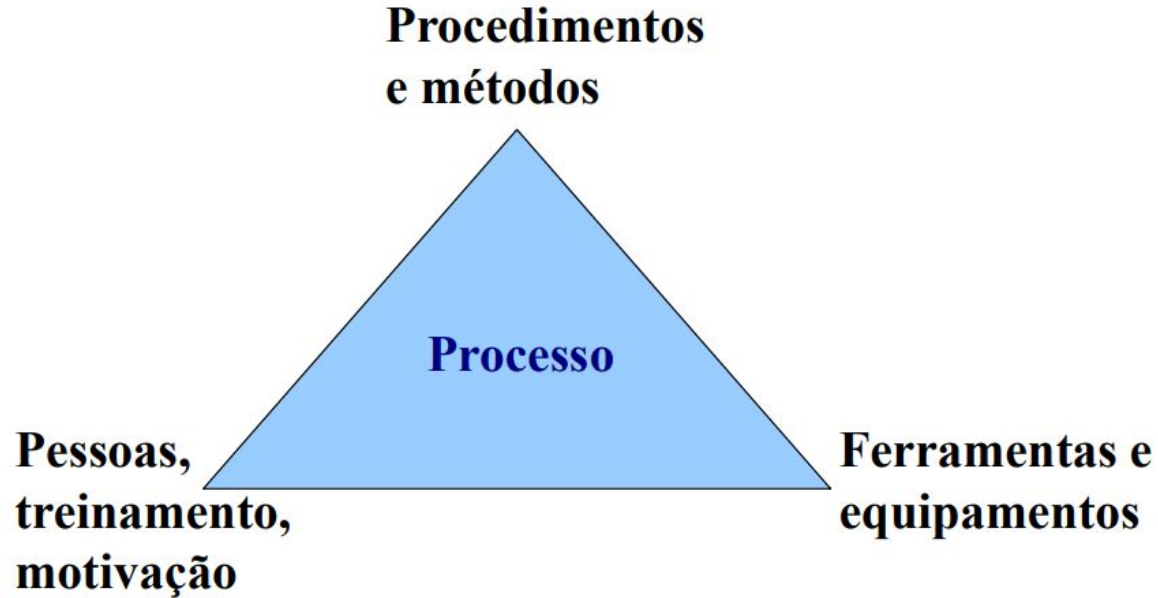 Procedimentos
e métodos
Processo
Pessoas,
treinamento,
motivação
Ferramentas e
equipamentos